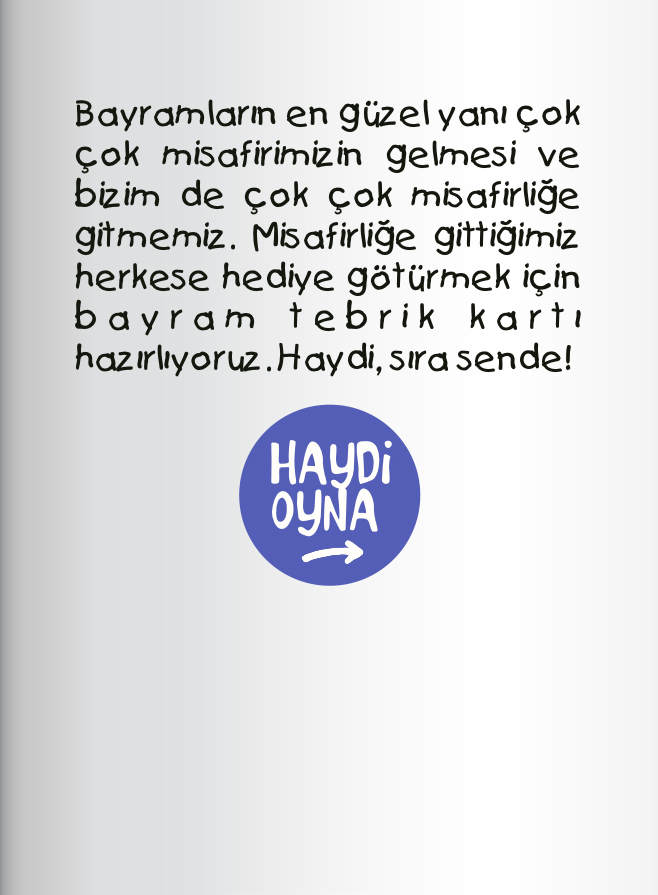 Bayramların en güzel yanı çok
çok misafirimizin gelmesi ve
bizim de çok çok misafirliğe
gitmemiz. Misafirliğe gittiğimiz
herkese hediye götürmek için
bayram tebrik kartı
hazırlıyoruz. Haydi, sıra sende!
HAYDİ
OYNA